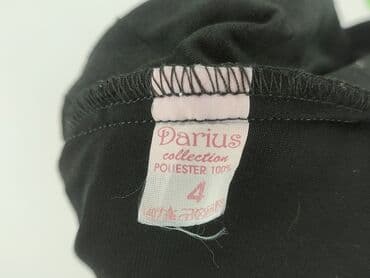 Darius
collection
POLIESTER 100%
4